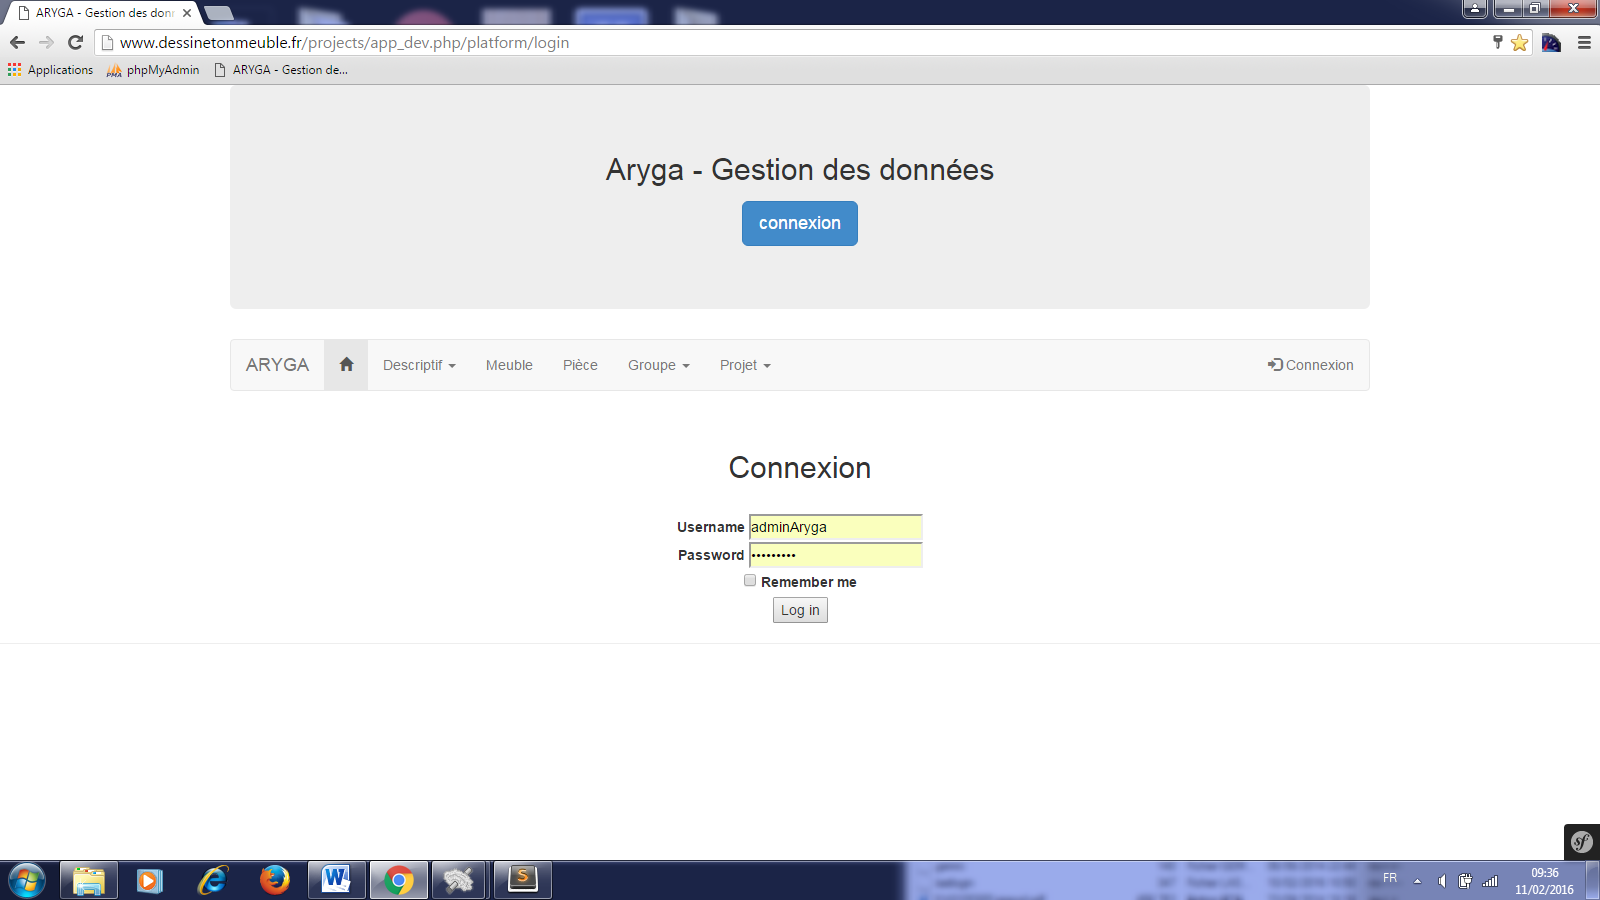 ARYGA - Gestion des don
www.dessinetonmeuble.fr/projects/app_dev.php/platform/login
Applications phpMyAdmin ARYGA - Gestion de...
Aryga - Gestion des données
connexion
ARYGA Descriptif Meuble Pièce Groupe Projet Connexion
Connexion
Username adminAryga
Password •••••••••
Remember me
Log in
sf
FR 09:36
11/02/2016